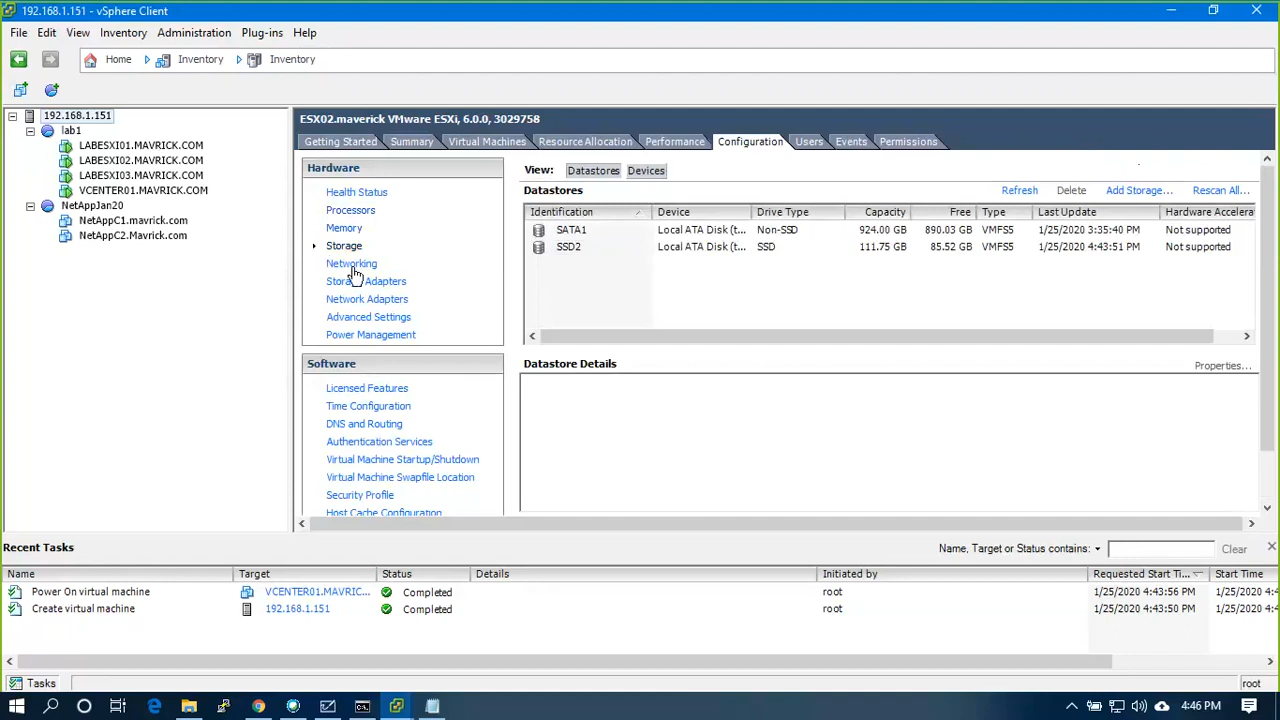 192.168.1.151 - vSphere Client
File Edit View Inventory Administration Plug-ins Help
Home Inventory Inventory
192.168.1.151
lab1
LABESXI01.MAVRICK.COM
LABESXI02.MAVRICK.COM
LABESXI03.MAVRICK.COM
VCENTER01.MAVRICK.COM
NetAppJan20
NetAppC1.mavrick.com
NetAppC2.Mavrick.com
ESX02.maverick VMware ESXi, 6.0.0, 3029758
Getting Started Summary Virtual Machines Resource Allocation Performance Configuration Users Events Permissions
Hardware
Health Status
Processors
Memory
Storage
Networking
Storage Adapters
Network Adapters
Advanced Settings
Power Management
Software
Licensed Features
Time Configuration
DNS and Routing
Authentication Services
Virtual Machine Startup/Shutdown
Virtual Machine Swapfile Location
Security Profile
Host Cache Configuration
View: Datastores Devices
Datastores Refresh Delete Add Storage... Rescan All...
Identification Device Drive Type Capacity Free Type Last Update Hardware Accelera
SATA1 Local ATA Disk (t... Non-SSD 924.00 GB 890.03 GB VMFS5 1/25/2020 3:35:40 PM Not supported
SSD2 Local ATA Disk (t... SSD 111.75 GB 85.52 GB VMFS5 1/25/2020 4:43:51 PM Not supported
Datastore Details Properties...
Recent Tasks Name, Target or Status contains: Clear
Name Target Status Details Initiated by Requested Start Ti... Start Time
Power On virtual machine VCENTER01.MAVRIC... Completed root 1/25/2020 4:43:56 PM 1/25/2020 4:4
Create virtual machine 192.168.1.151 Completed root 1/25/2020 4:43:50 PM 1/25/2020 4:4
Tasks root
4:46 PM